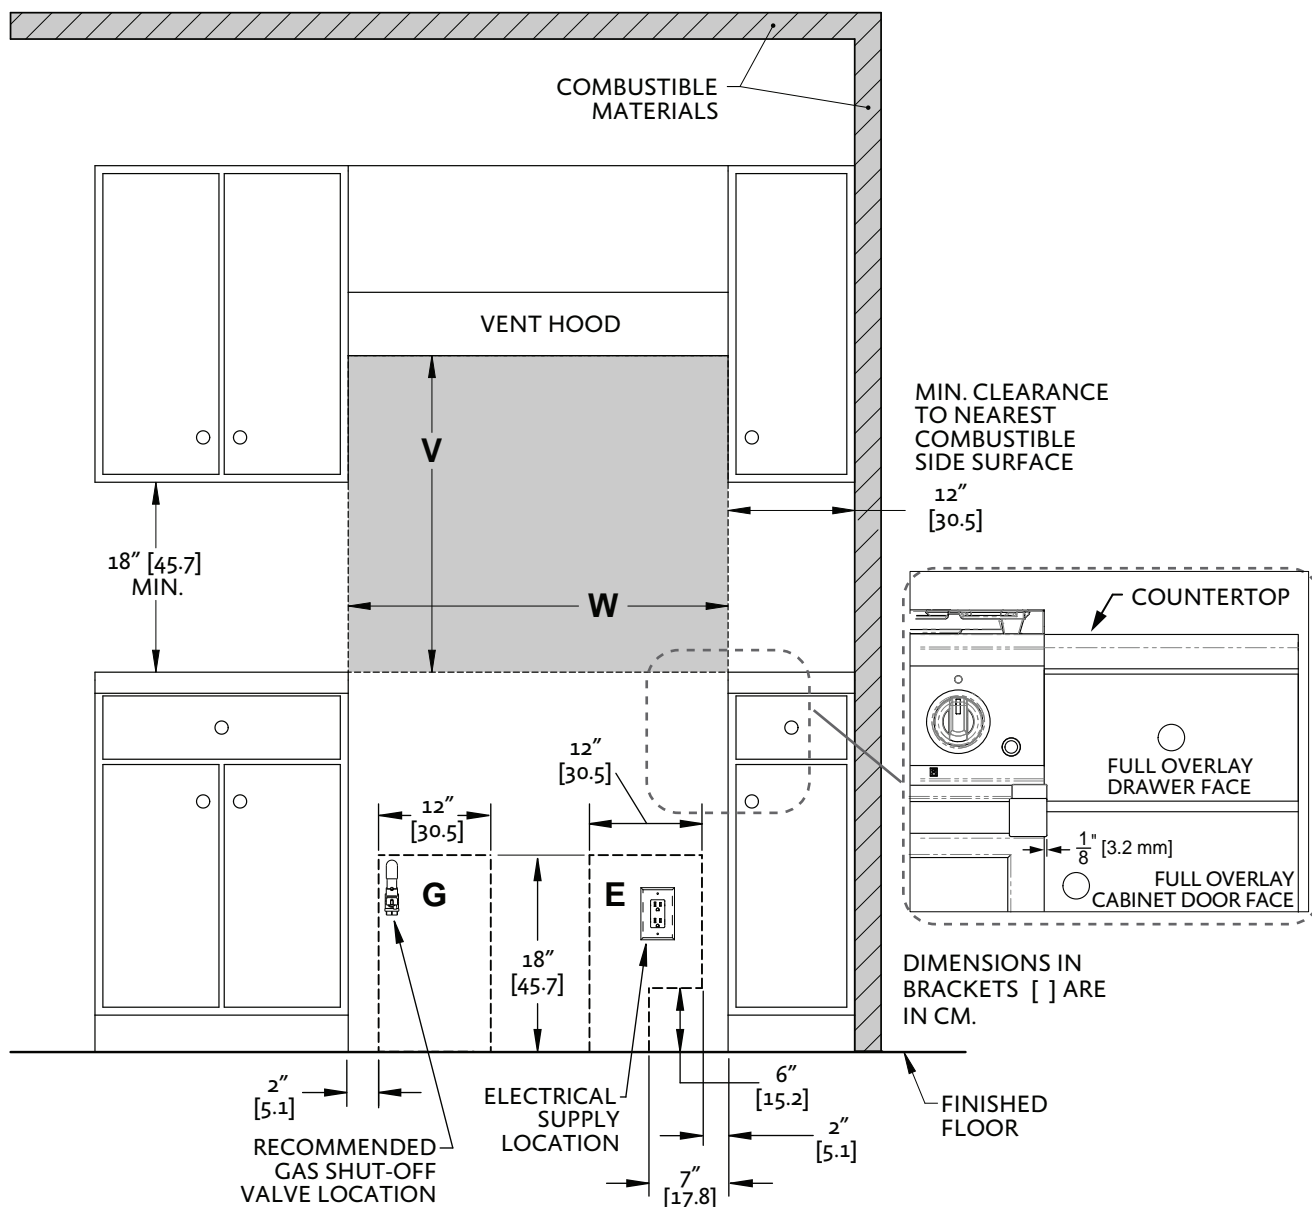 COMBUSTIBLE
MATERIALS
VENT HOOD
V
MIN. CLEARANCE
TO NEAREST
COMBUSTIBLE
SIDE SURFACE
12"
[30.5]
18" [45.7]
MIN.
W
COUNTERTOP
12"
[30.5]
FULL OVERLAY
DRAWER FACE
12"
[30.5]
1/8" [3.2 mm]
G
E
FULL OVERLAY
CABINET DOOR FACE
18"
[45.7]
DIMENSIONS IN
BRACKETS [ ] ARE
IN CM.
2"
[5.1]
ELECTRICAL
SUPPLY
LOCATION
6"
[15.2]
FINISHED
FLOOR
2"
[5.1]
RECOMMENDED
GAS SHUT-OFF
VALVE LOCATION
7"
[17.8]